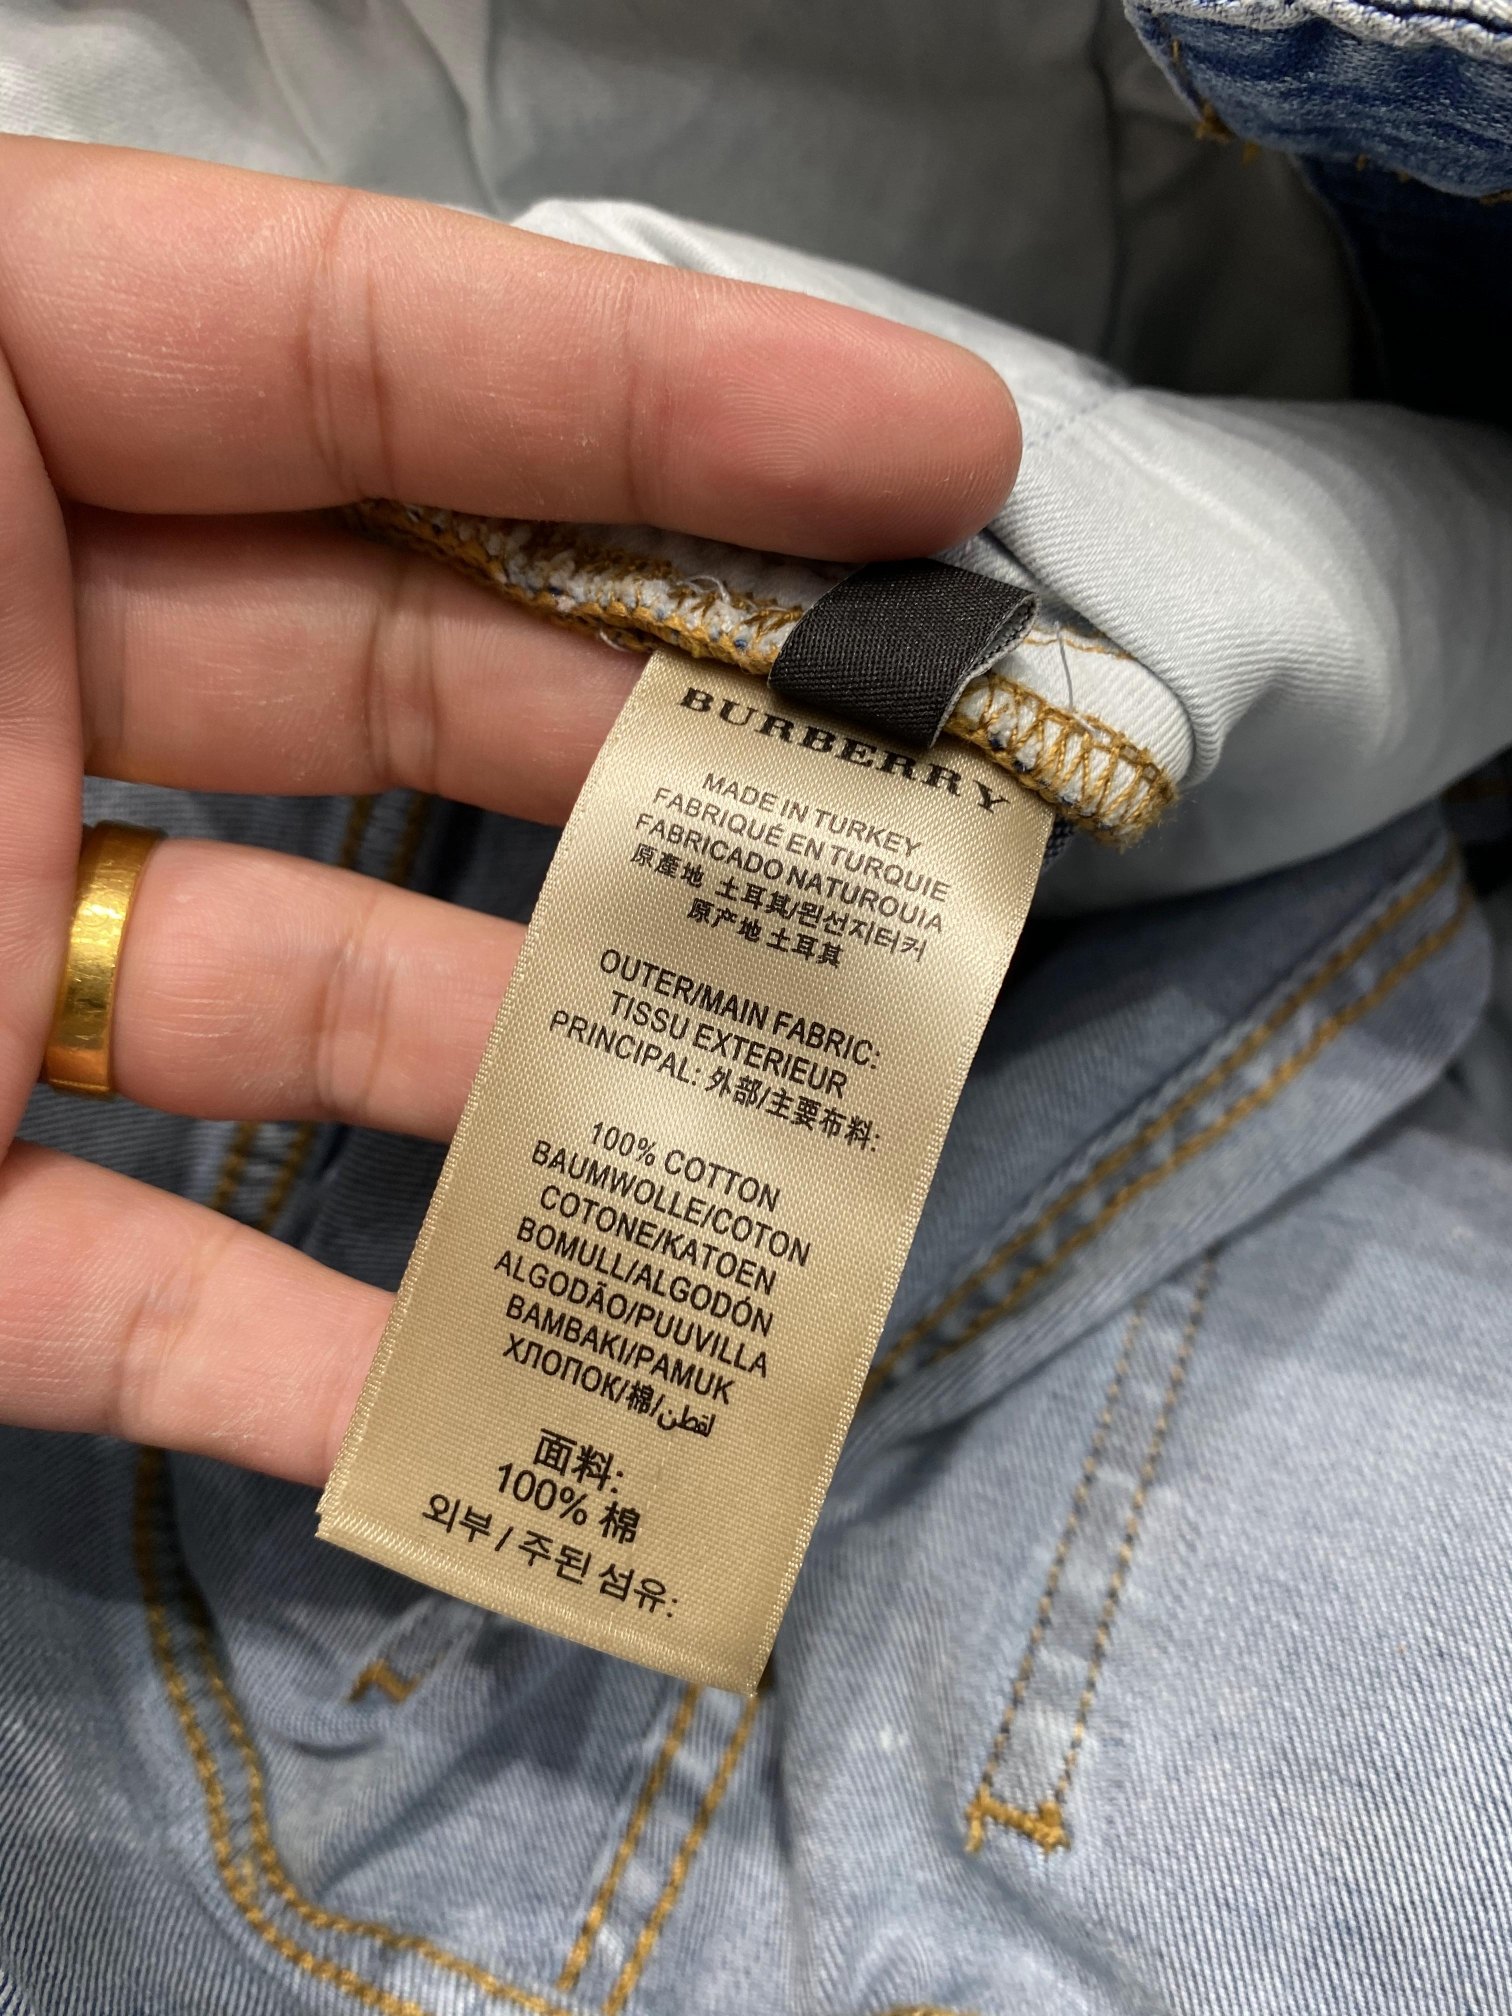 BURBERRY
MADE IN TURKEY
FABRIQUÉ EN TURQUIE
FABRICADO NATUROUIA
原產地 土耳其/원선지터커
原产地 土耳其
OUTER/MAIN FABRIC:
TISSU EXTERIEUR
PRINCIPAL: 外部/主要布料:
100% COTTON
BAUMWOLLE/COTON
COTONE/KATOEN
BOMULL/ALGODÓN
ALGODÃO/PUUVILLA
BAMBAKI/PAMUK
ХЛОПОК/棉/لقطن
面料:
100% 棉
외부 / 주된 섬유: